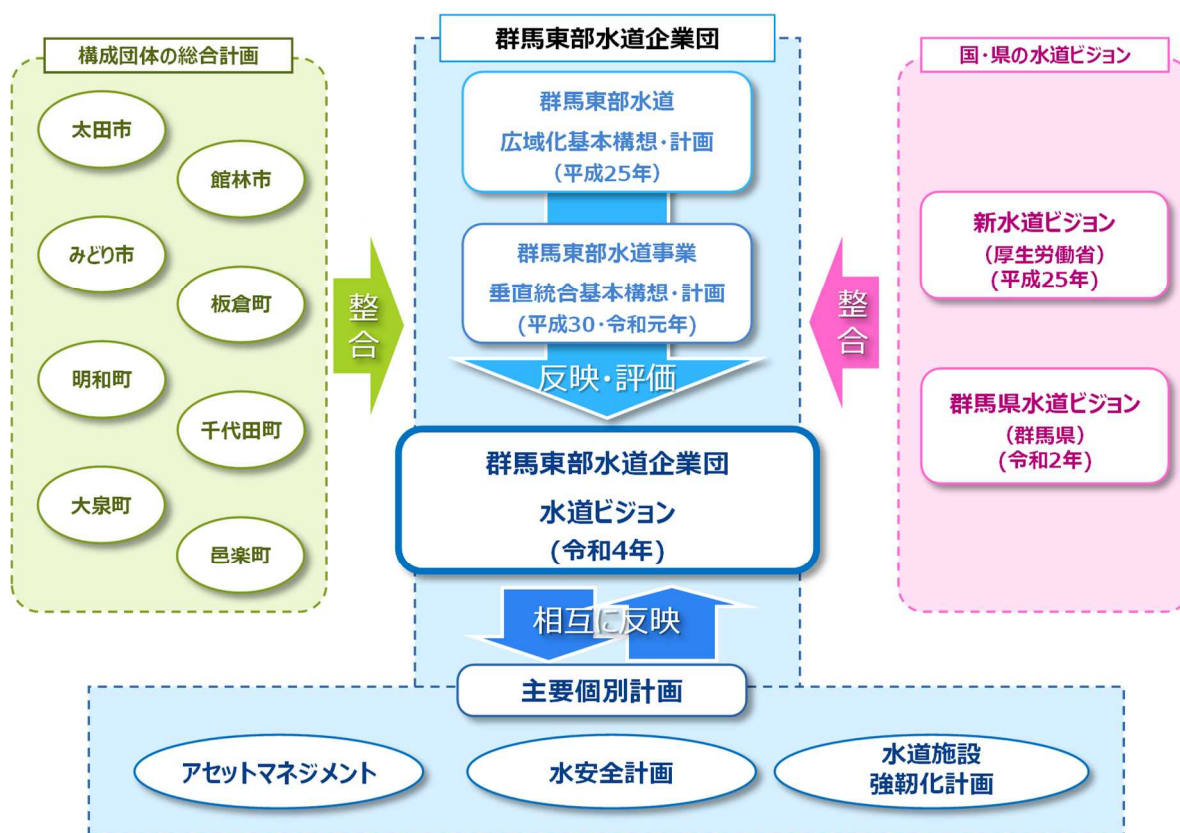 構成団体の総合計画
太田市
館林市
みどり市
板倉町
明和町
千代田町
大泉町
邑楽町
整
合
群馬東部水道企業団
群馬東部水道
広域化基本構想・計画
(平成25年)
群馬東部水道事業
垂直統合基本構想・計画
(平成30・令和元年)
反映・評価
群馬東部水道企業団
水道ビジョン
(令和4年)
相互に反映
整
合
国・県の水道ビジョン
新水道ビジョン
(厚生労働省)
(平成25年)
群馬県水道ビジョン
(群馬県)
(令和2年)
主要個別計画
アセットマネジメント
水安全計画
水道施設
強靭化計画